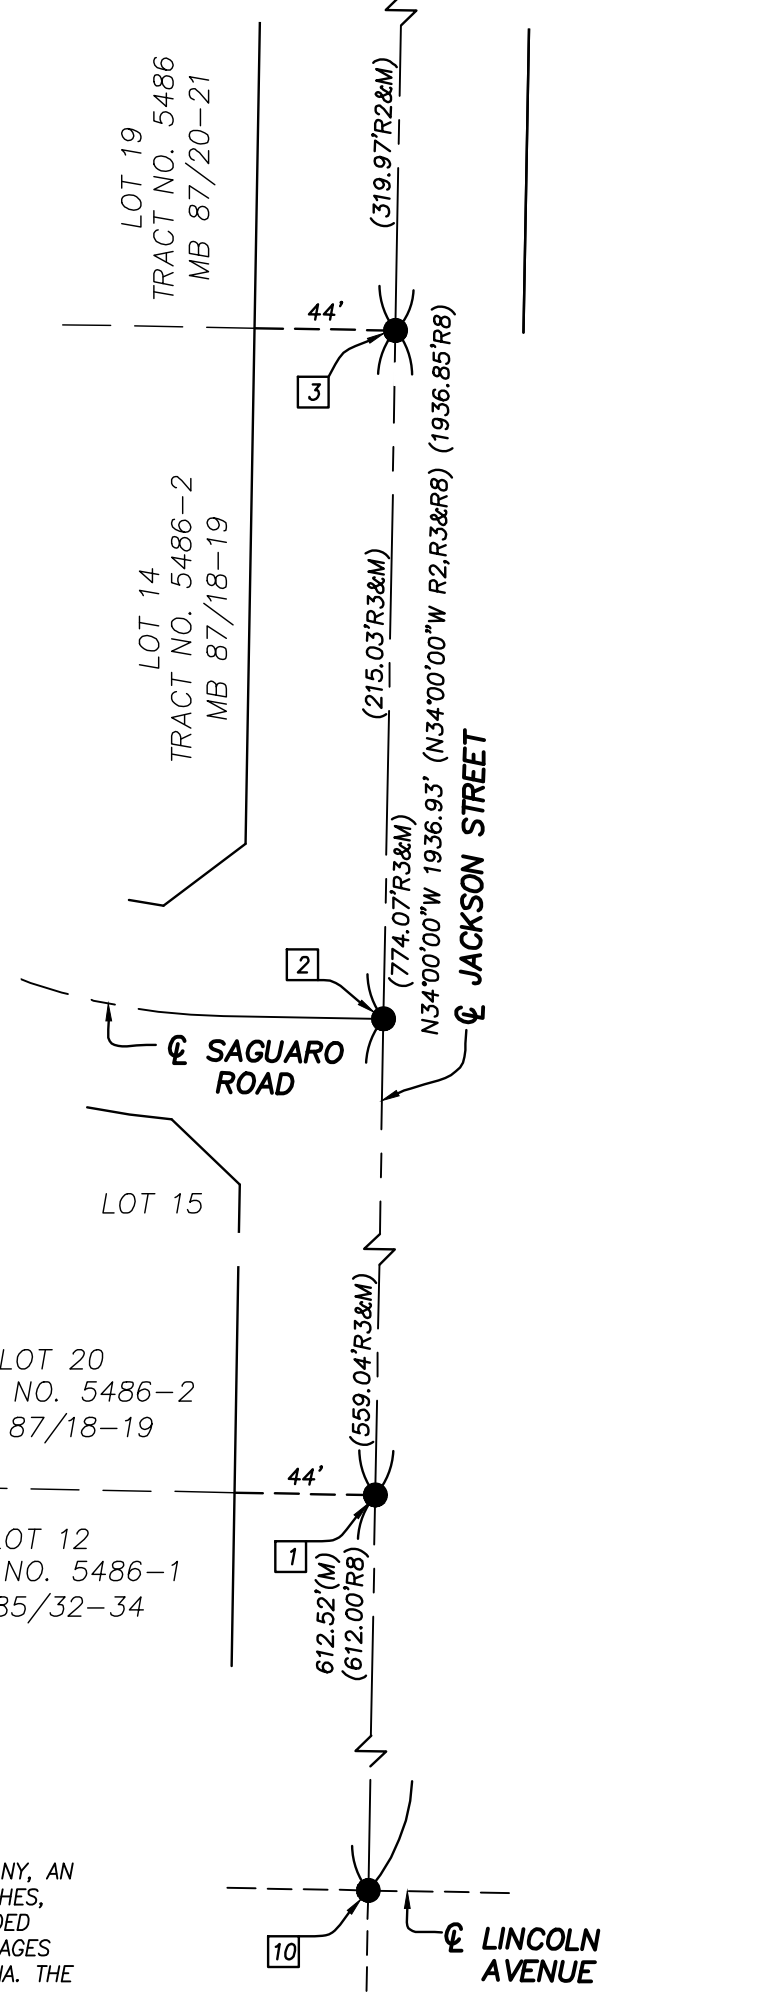 LOT 19
TRACT NO. 5486
MB 87/20-21
(319.97'R2&M)
44'
3
LOT 14
TRACT NO. 5486-2
MB 87/18-19
(215.03'R3&M)
(774.07'R3&M)
N34°00'00"W 1936.93' (N34°00'00"W R2,R3&R8) (1936.85'R8)
℄ JACKSON STREET
2
℄ SAGUARO
ROAD
LOT 15
(559.04'R3&M)
LOT 20
NO. 5486-2
87/18-19
44'
1
LOT 12
NO. 5486-1
85/32-34
612.52'(M)
(612.00'R8)
10
℄ LINCOLN
AVENUE
NY, AN
HES,
DED
AGES
IA. THE